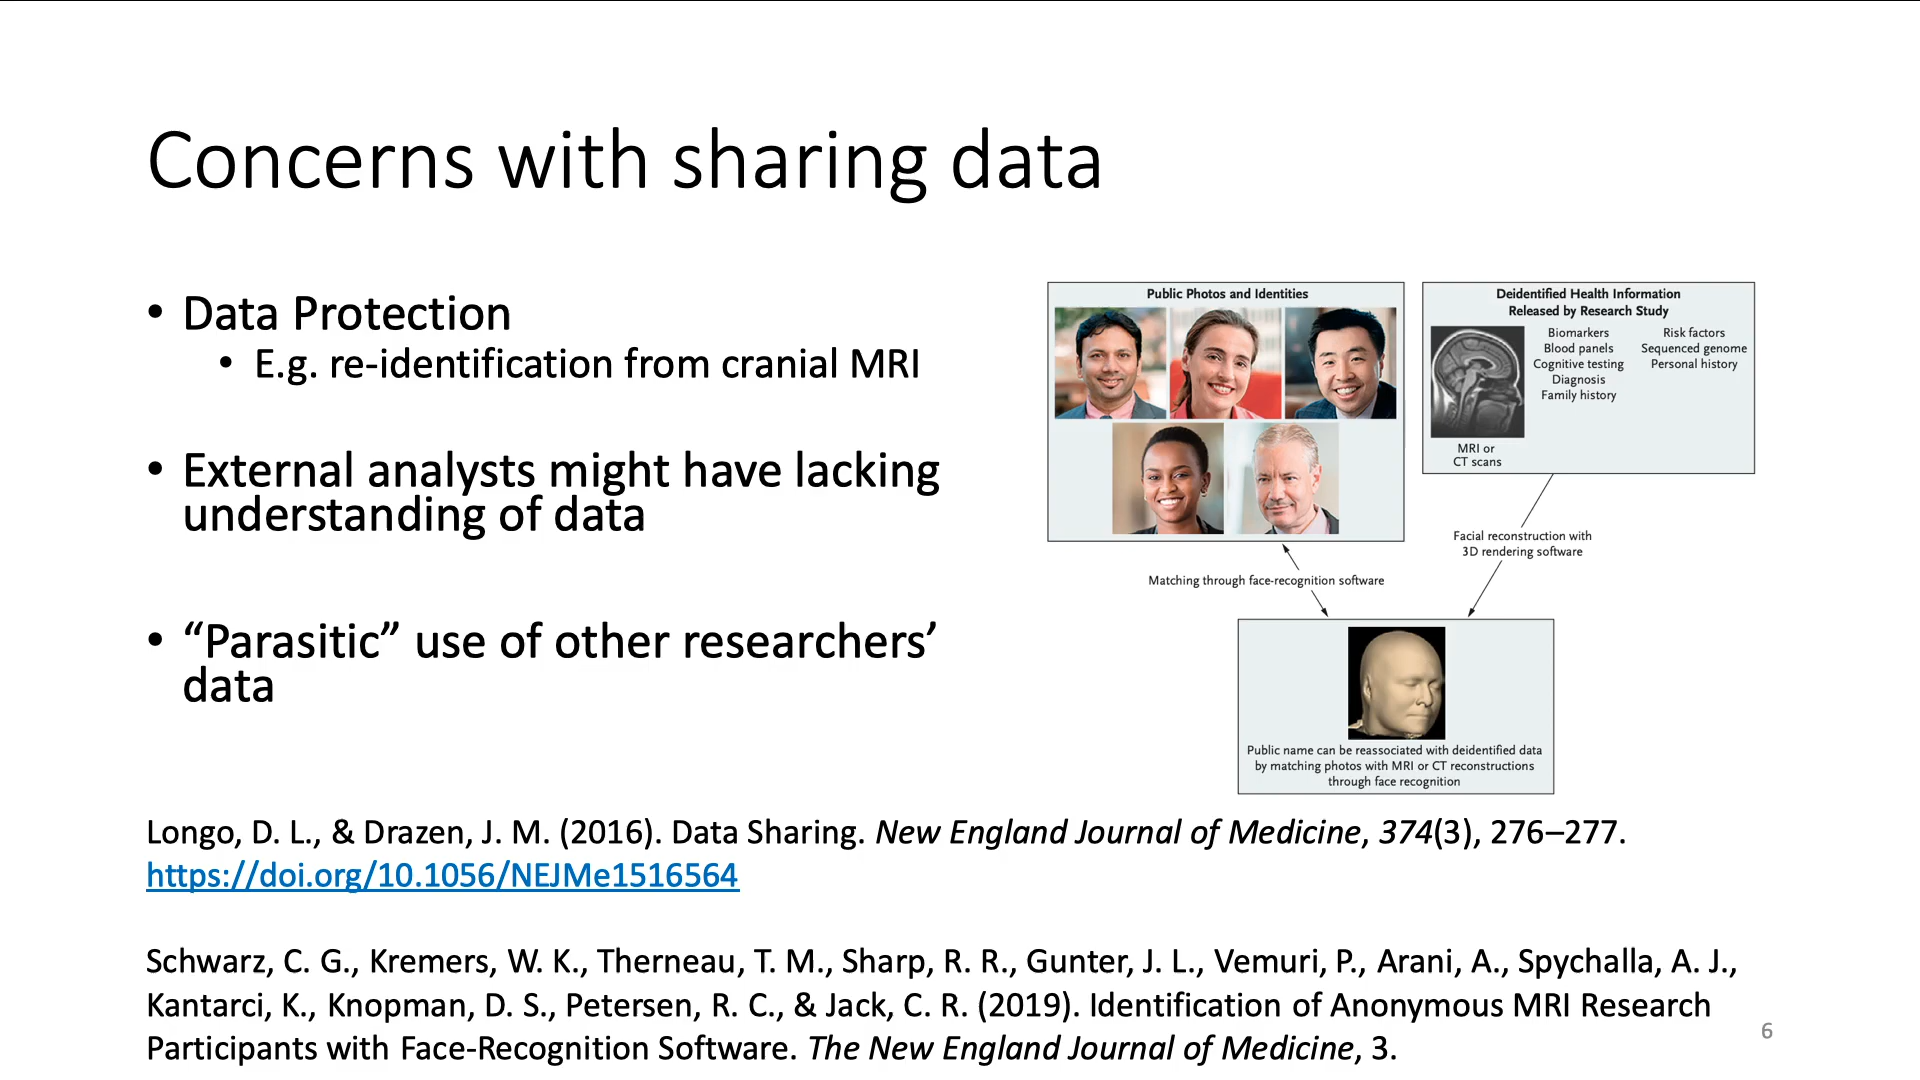 Concerns with sharing data
• Data Protection
• E.g. re-identification from cranial MRI
• External analysts might have lacking
understanding of data
• “Parasitic” use of other researchers’
data
Public Photos and Identities
Deidentified Health Information
Released by Research Study
Biomarkers
Blood panels
Cognitive testing
Diagnosis
Family history
Risk factors
Sequenced genome
Personal history
MRI or
CT scans
Facial reconstruction with
3D rendering software
Matching through face-recognition software
Public name can be reassociated with deidentified data
by matching photos with MRI or CT reconstructions
through face recognition
Longo, D. L., & Drazen, J. M. (2016). Data Sharing. New England Journal of Medicine, 374(3), 276–277.
https://doi.org/10.1056/NEJMe1516564
Schwarz, C. G., Kremers, W. K., Therneau, T. M., Sharp, R. R., Gunter, J. L., Vemuri, P., Arani, A., Spychalla, A. J.,
Kantarci, K., Knopman, D. S., Petersen, R. C., & Jack, C. R. (2019). Identification of Anonymous MRI Research
Participants with Face-Recognition Software. The New England Journal of Medicine, 3.
6